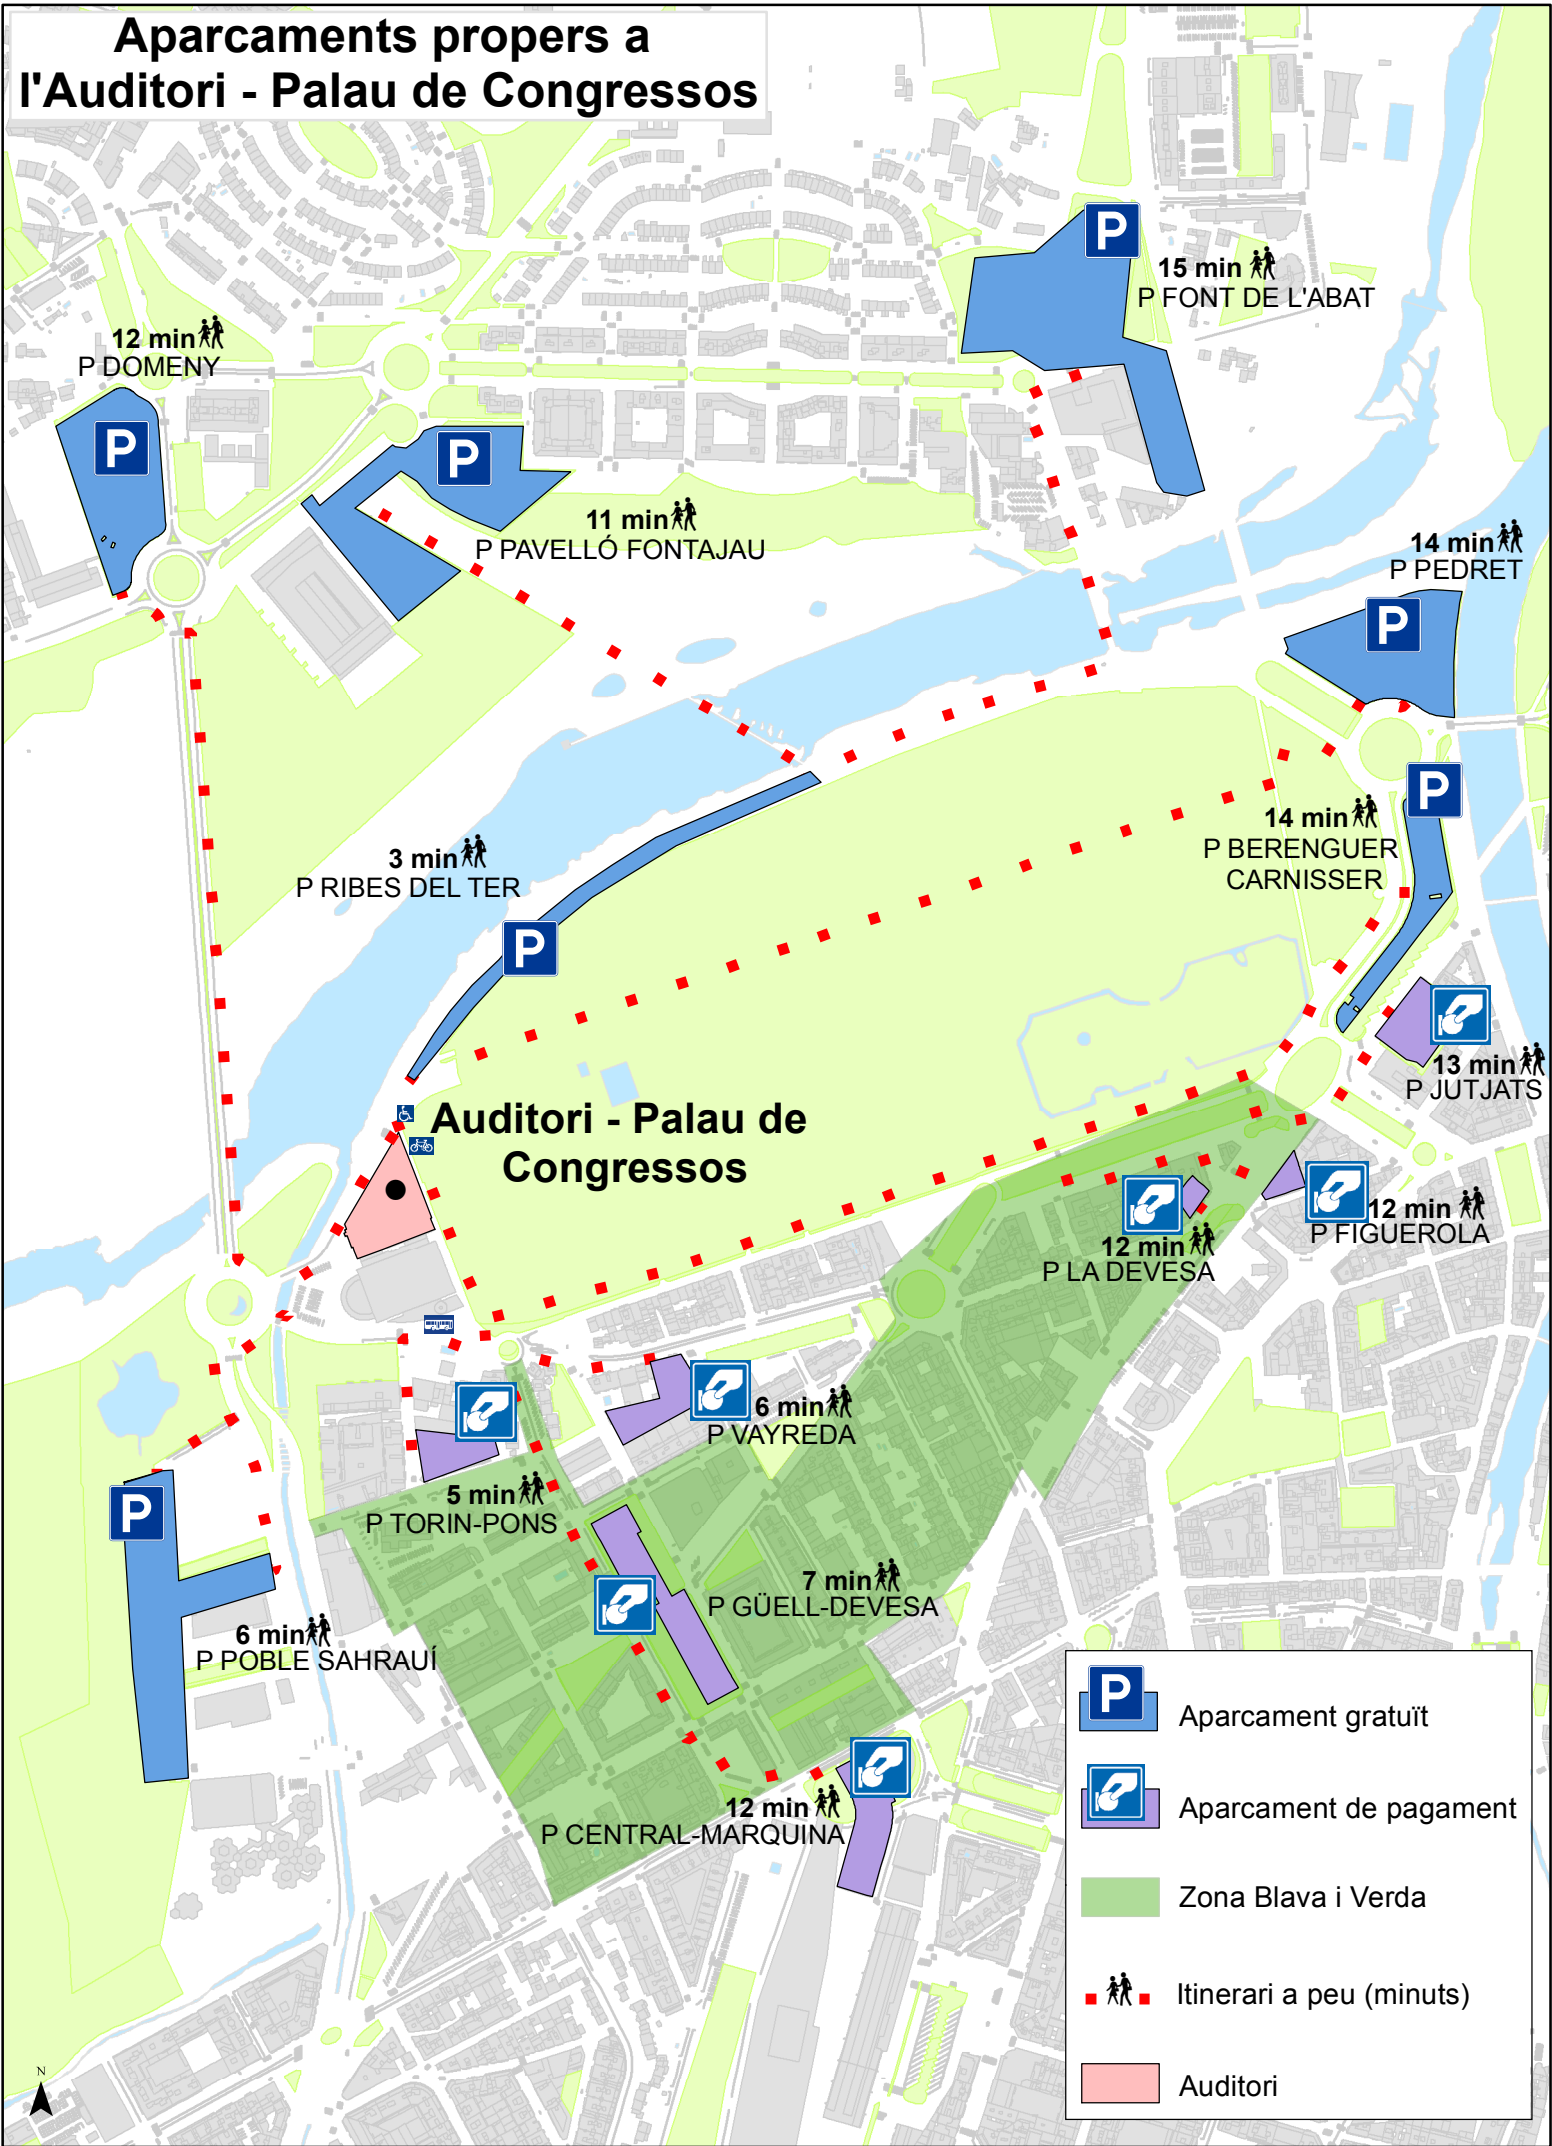 Aparcaments propers a
l'Auditori - Palau de Congressos
P
15 min
P FONT DE L'ABAT
12 min
P DOMENY
P
P
11 min
P PAVELLÓ FONTAJAU
14 min
P PEDRET
P
P
14 min
P BERENGUER
CARNISSER
3 min
P RIBES DEL TER
P
13 min
P JUTJATS
Auditori - Palau de
Congressos
12 min
P FIGUEROLA
12 min
P LA DEVESA
6 min
P VAYREDA
5 min
P TORIN-PONS
P
7 min
P GÜELL-DEVESA
6 min
P POBLE SAHRAUÍ
12 min
P CENTRAL-MARQUINA
P
Aparcament gratuït
Aparcament de pagament
Zona Blava i Verda
Itinerari a peu (minuts)
Auditori
N